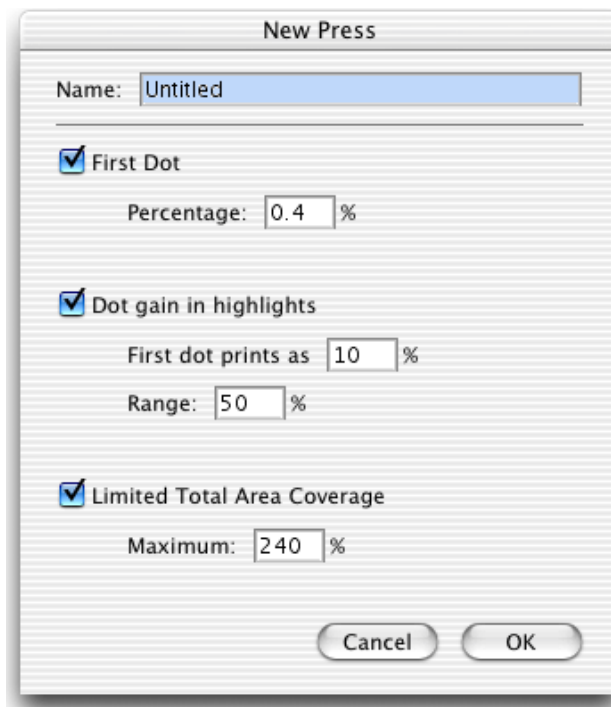 New Press
Name: Untitled
First Dot
Percentage: 0.4 %
Dot gain in highlights
First dot prints as 10 %
Range: 50 %
Limited Total Area Coverage
Maximum: 240 %
Cancel OK